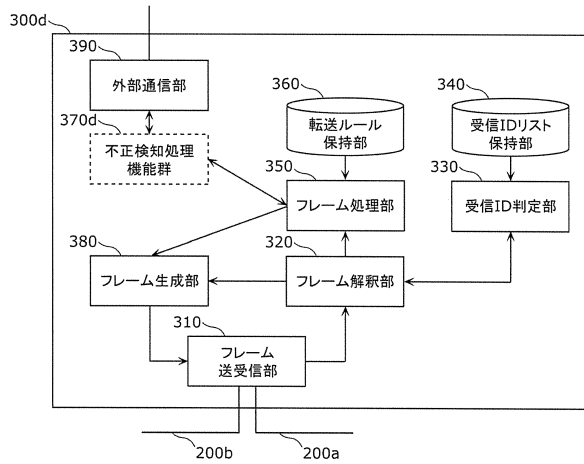 300d
390
外部通信部
370d
不正検知処理
機能群
360
転送ルール
保持部
340
受信IDリスト
保持部
350
フレーム処理部
330
受信ID判定部
380
フレーム生成部
320
フレーム解釈部
310
フレーム
送受信部
200b
200a